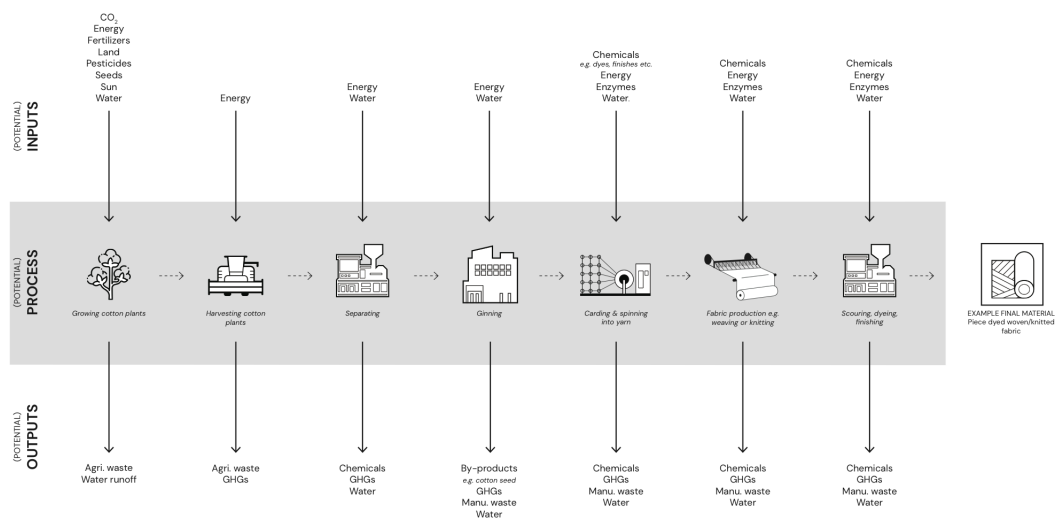 CO₂
Energy
Fertilizers
Land
Pesticides
Seeds
Sun
Water
Energy
Energy
Water
Energy
Water
Chemicals
e.g. dyes, finishes etc.
Energy
Enzymes
Water
Chemicals
Energy
Enzymes
Water
Chemicals
Energy
Enzymes
Water
(POTENTIAL)
INPUTS
(POTENTIAL)
PROCESS
Growing cotton plants
Harvesting cotton
plants
Separating
Ginning
Carding & spinning
into yarn
Fabric production e.g.
weaving or knitting
Scouring, dyeing,
finishing
EXAMPLE FINAL MATERIAL
Piece dyed woven/knitted
fabric
(POTENTIAL)
OUTPUTS
Agri. waste
Water runoff
Agri. waste
GHGs
Chemicals
GHGs
Water
By-products
e.g. cotton seed
GHGs
Manu. waste
Water
Chemicals
GHGs
Manu. waste
Water
Chemicals
GHGs
Manu. waste
Water
Chemicals
GHGs
Manu. waste
Water